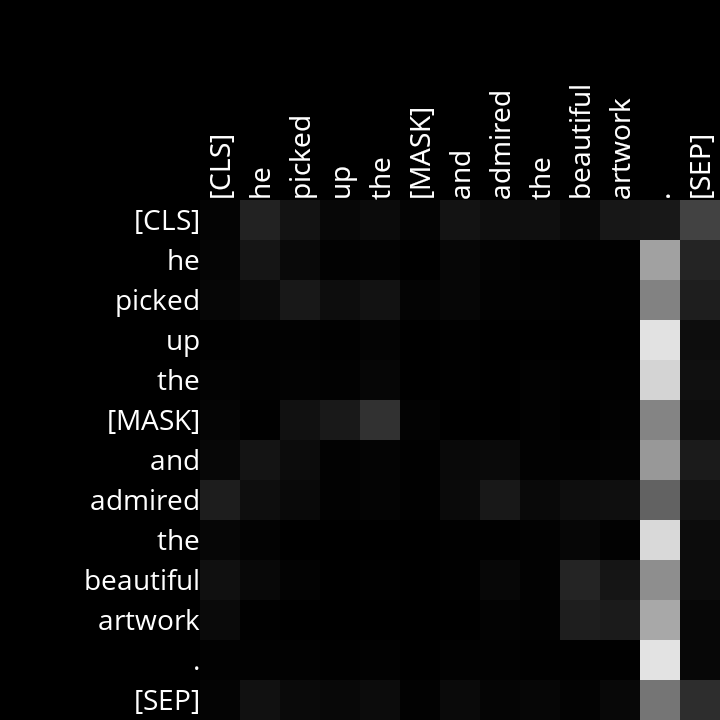 [CLS] he picked up the [MASK] and admired the beautiful artwork . [SEP]
[CLS]
he
picked
up
the
[MASK]
and
admired
the
beautiful
artwork
.
[SEP]